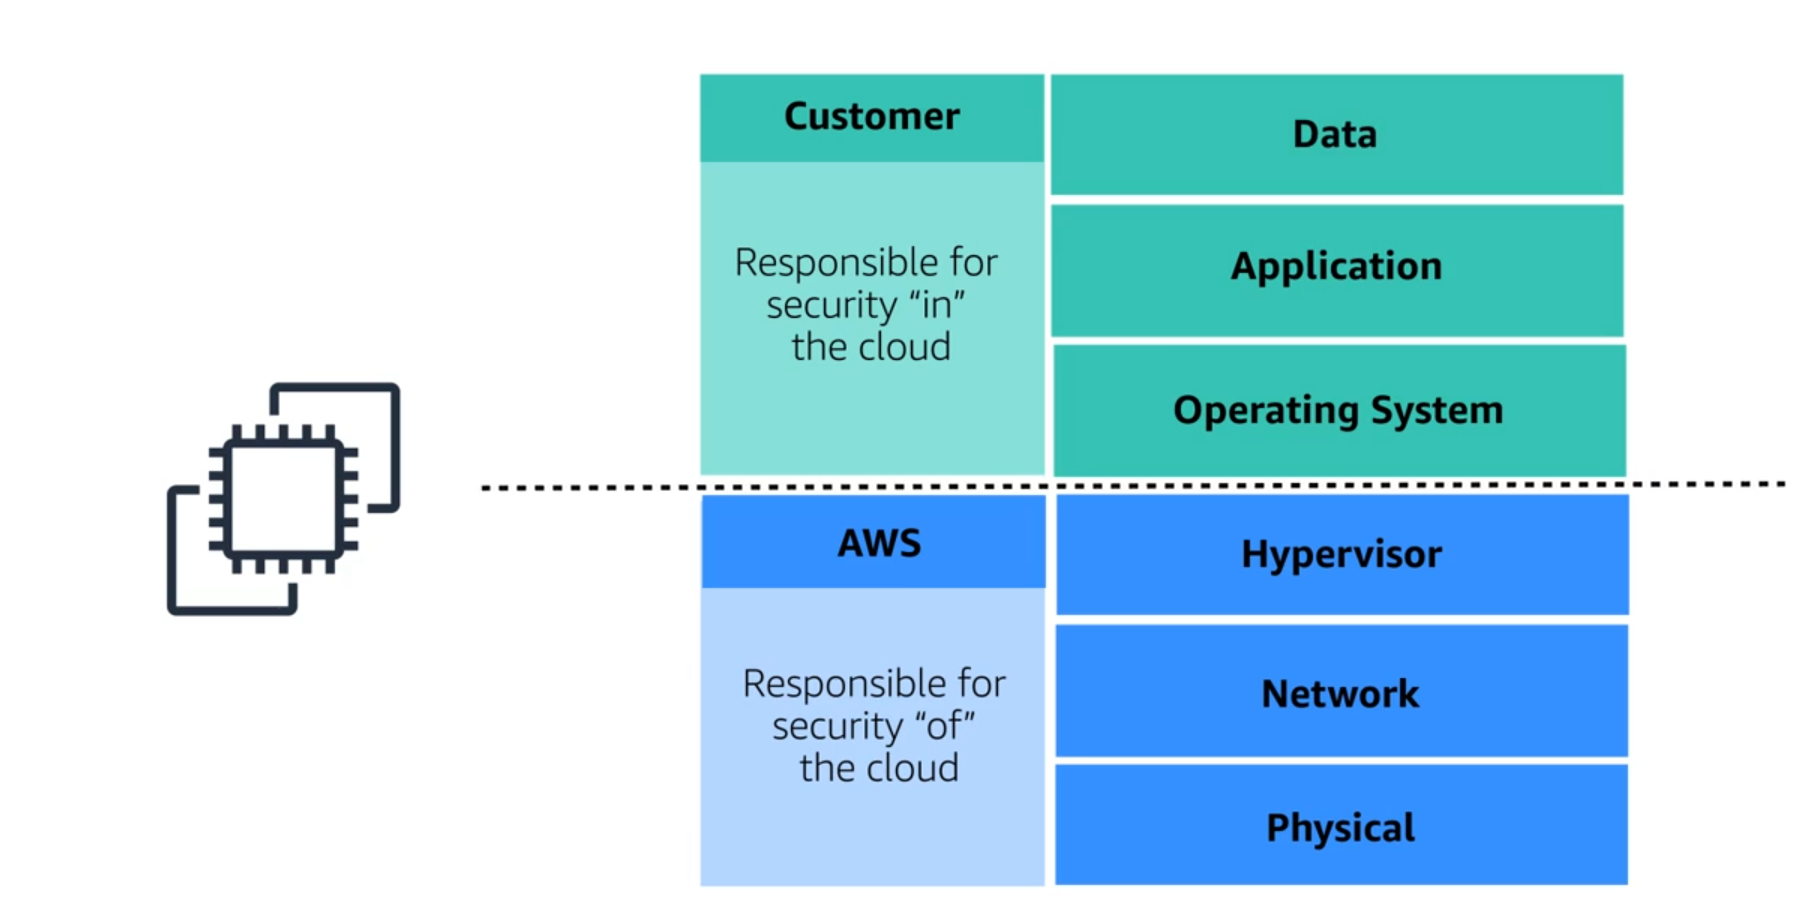 Customer
Responsible for
security “in”
the cloud
Data
Application
Operating System
AWS
Responsible for
security “of”
the cloud
Hypervisor
Network
Physical